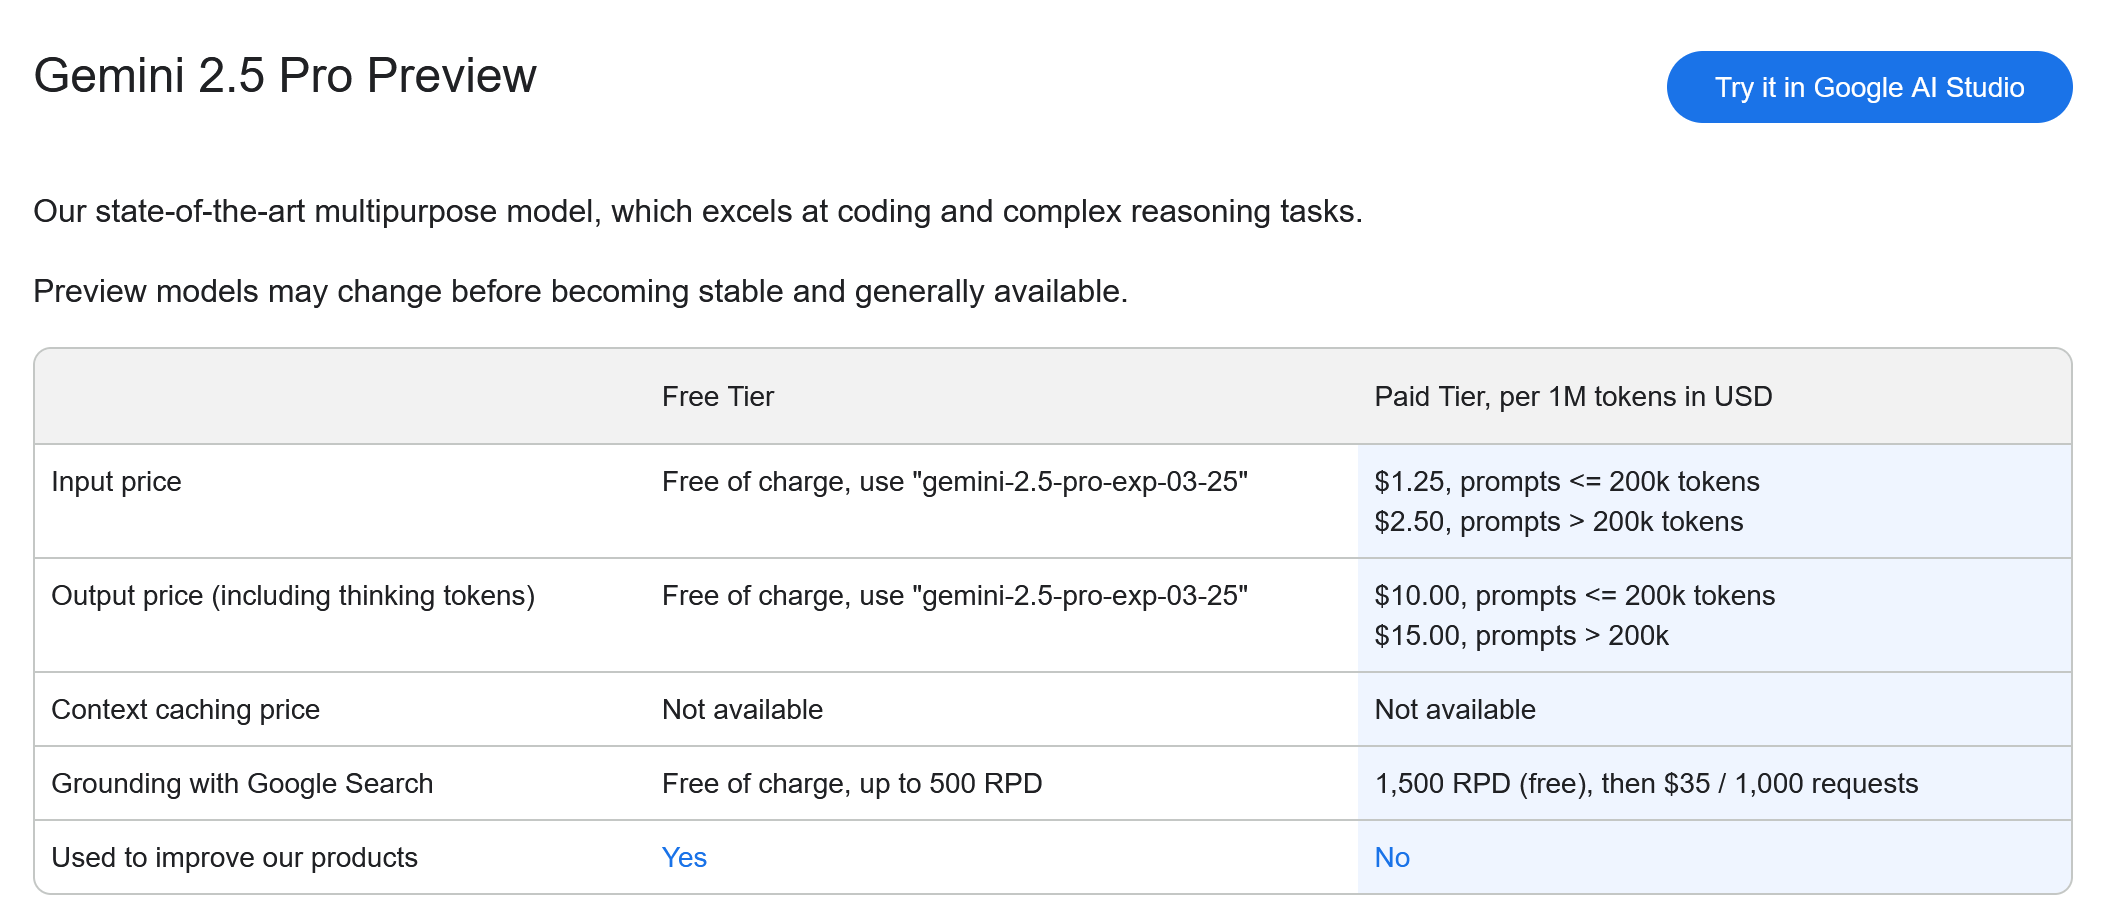 Gemini 2.5 Pro Preview
Try it in Google AI Studio
Our state-of-the-art multipurpose model, which excels at coding and complex reasoning tasks.
Preview models may change before becoming stable and generally available.
Free Tier
Paid Tier, per 1M tokens in USD
Input price
Free of charge, use "gemini-2.5-pro-exp-03-25"
$1.25, prompts <= 200k tokens
$2.50, prompts > 200k tokens
Output price (including thinking tokens)
Free of charge, use "gemini-2.5-pro-exp-03-25"
$10.00, prompts <= 200k tokens
$15.00, prompts > 200k
Context caching price
Not available
Not available
Grounding with Google Search
Free of charge, up to 500 RPD
1,500 RPD (free), then $35 / 1,000 requests
Used to improve our products
Yes
No